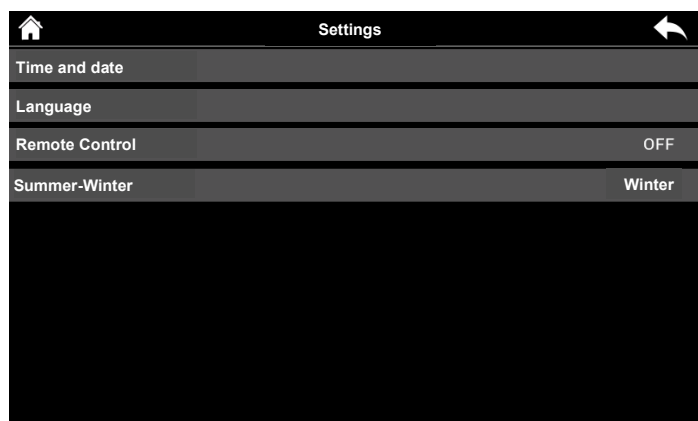 Settings
Time and date
Language
Remote Control OFF
Summer-Winter Winter